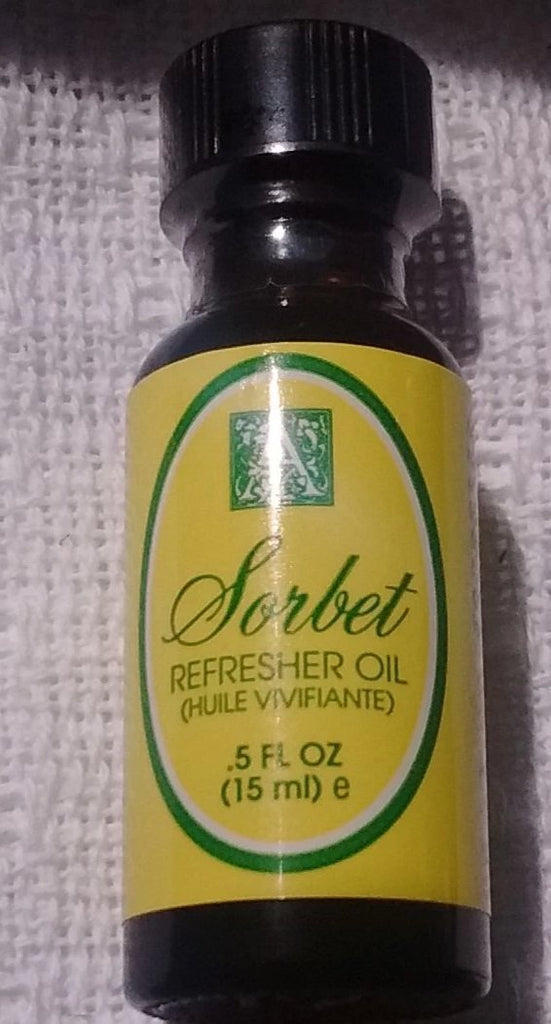 A
Sorbet
REFRESHER OIL
(HUILE VIVIFIANTE)
.5 FL OZ
(15 ml) e